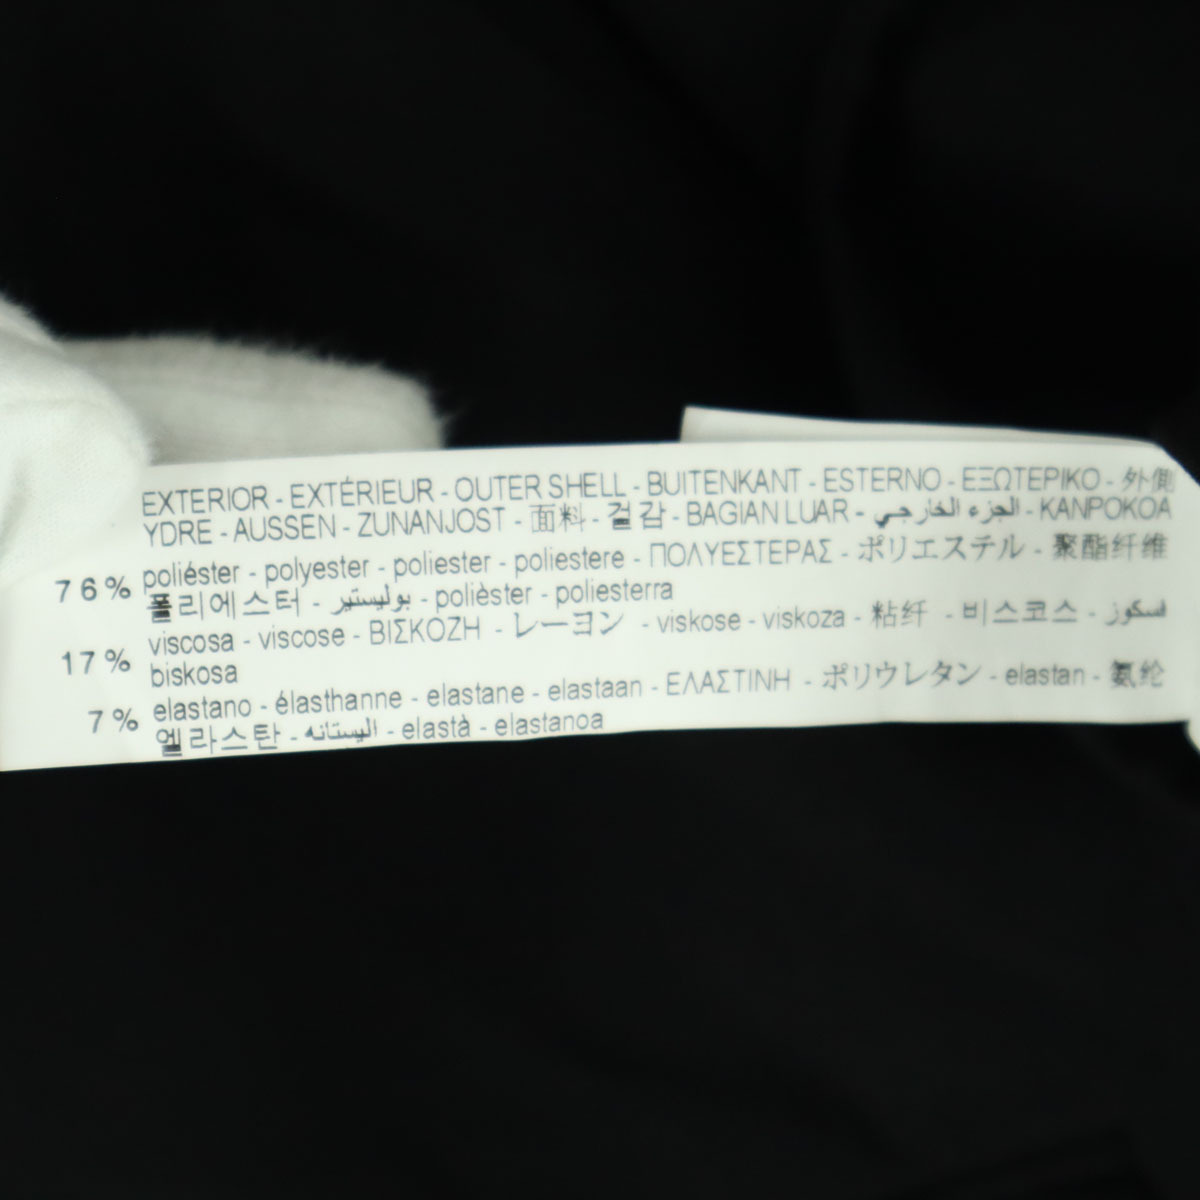 EXTERIOR - EXTÉRIEUR - OUTER SHELL - BUITENKANT - ESTERNO - ΕΞΩΤΕΡΙΚΟ - 外側
YDRE - AUSSEN - ZUNANJOST - 面料 - 겉감 - BAGIAN LUAR - الجزء الخارجي - KANPOKOA
76% poliéster - polyester - poliester - poliestere - ΠΟΛΥΕΣΤΕΡΑΣ - ポリエステル - 聚酯纤维
폴리에스터 - بوليستير - polièster - poliesterra
17% viscosa - viscose - ΒΙΣΚΟΖΗ - レーヨン - viskose - viskoza - 粘纤 - 비스코스 - فسكوز
biskosa
7% elastano - élasthanne - elastane - elastaan - ΕΛΑΣΤΙΝΗ - ポリウレタン - elastan - 氨纶
엘라스탄 - اليستانه - elastà - elastanoa